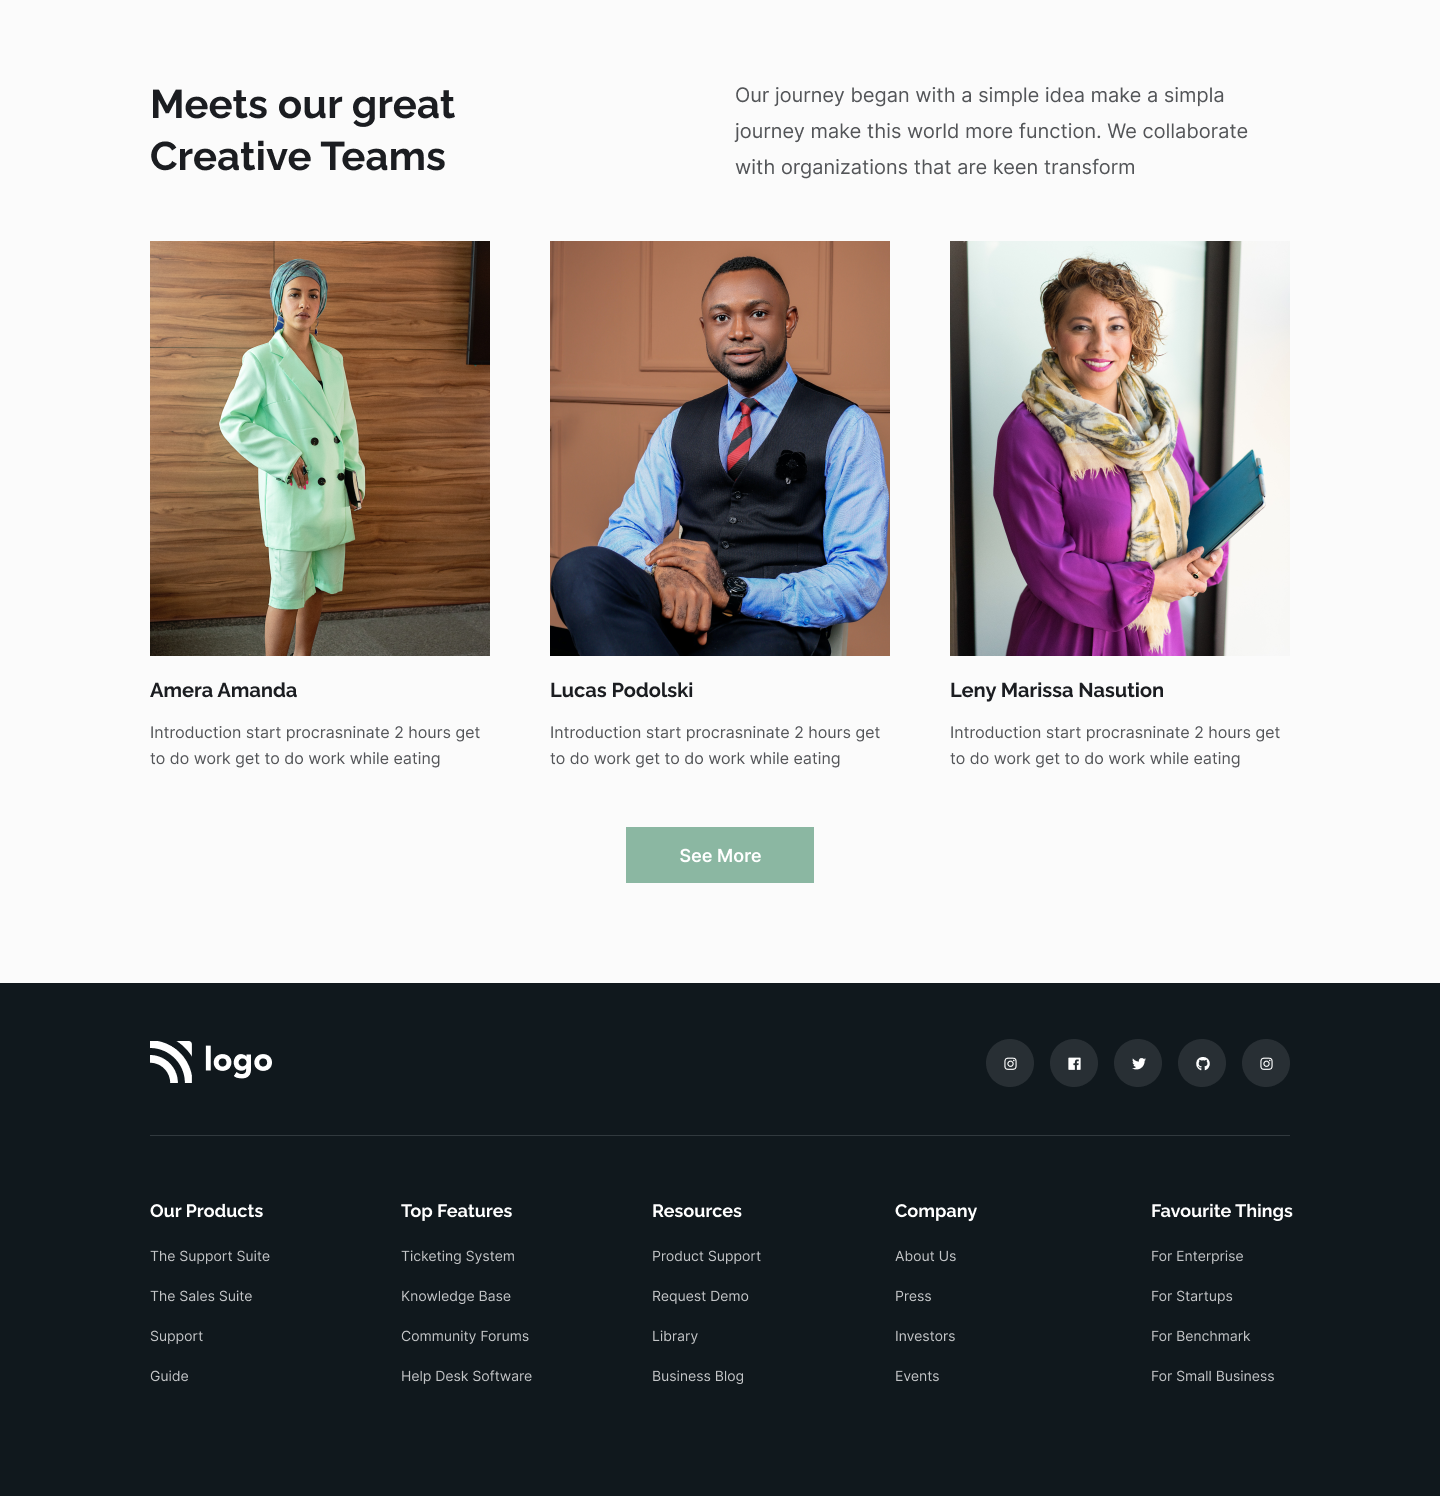 Meets our great
Creative Teams
Our journey began with a simple idea make a simpla
journey make this world more function. We collaborate
with organizations that are keen transform
Amera Amanda
Introduction start procrasninate 2 hours get
to do work get to do work while eating
Lucas Podolski
Introduction start procrasninate 2 hours get
to do work get to do work while eating
Leny Marissa Nasution
Introduction start procrasninate 2 hours get
to do work get to do work while eating
See More
logo
Our Products
The Support Suite
The Sales Suite
Support
Guide
Top Features
Ticketing System
Knowledge Base
Community Forums
Help Desk Software
Resources
Product Support
Request Demo
Library
Business Blog
Company
About Us
Press
Investors
Events
Favourite Things
For Enterprise
For Startups
For Benchmark
For Small Business